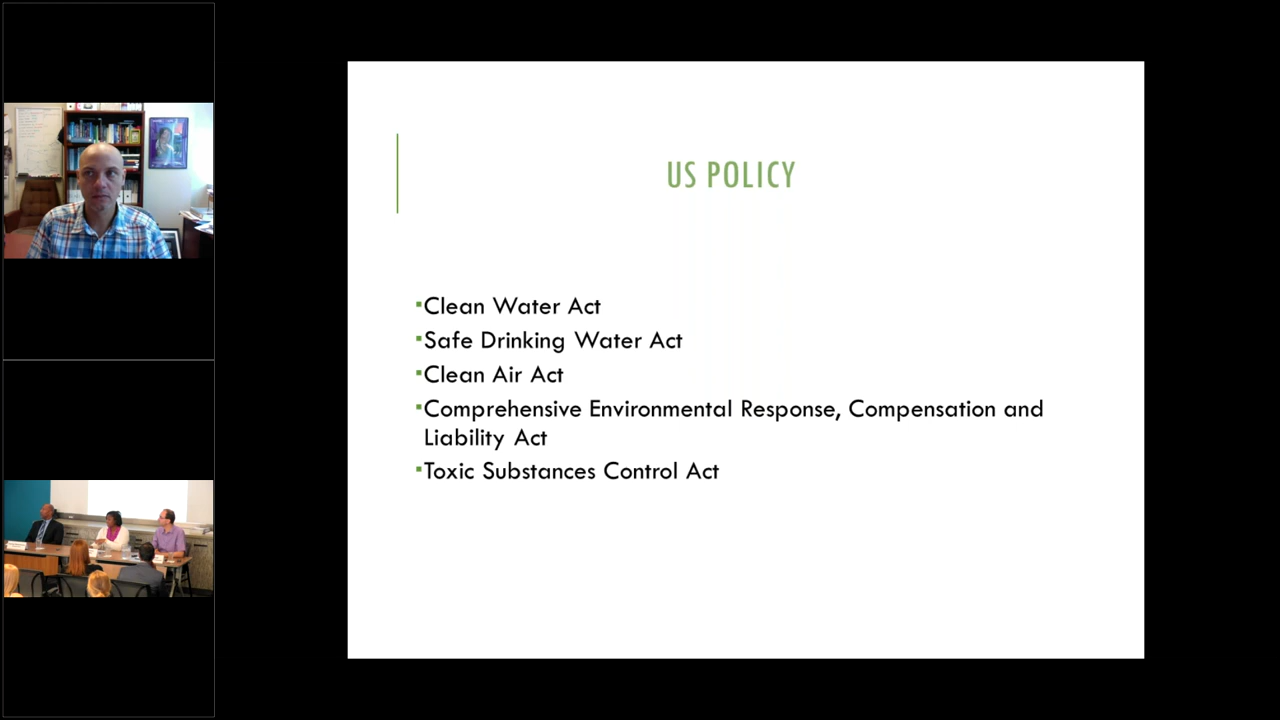 US POLICY
▪Clean Water Act
▪Safe Drinking Water Act
▪Clean Air Act
▪Comprehensive Environmental Response, Compensation and
Liability Act
▪Toxic Substances Control Act